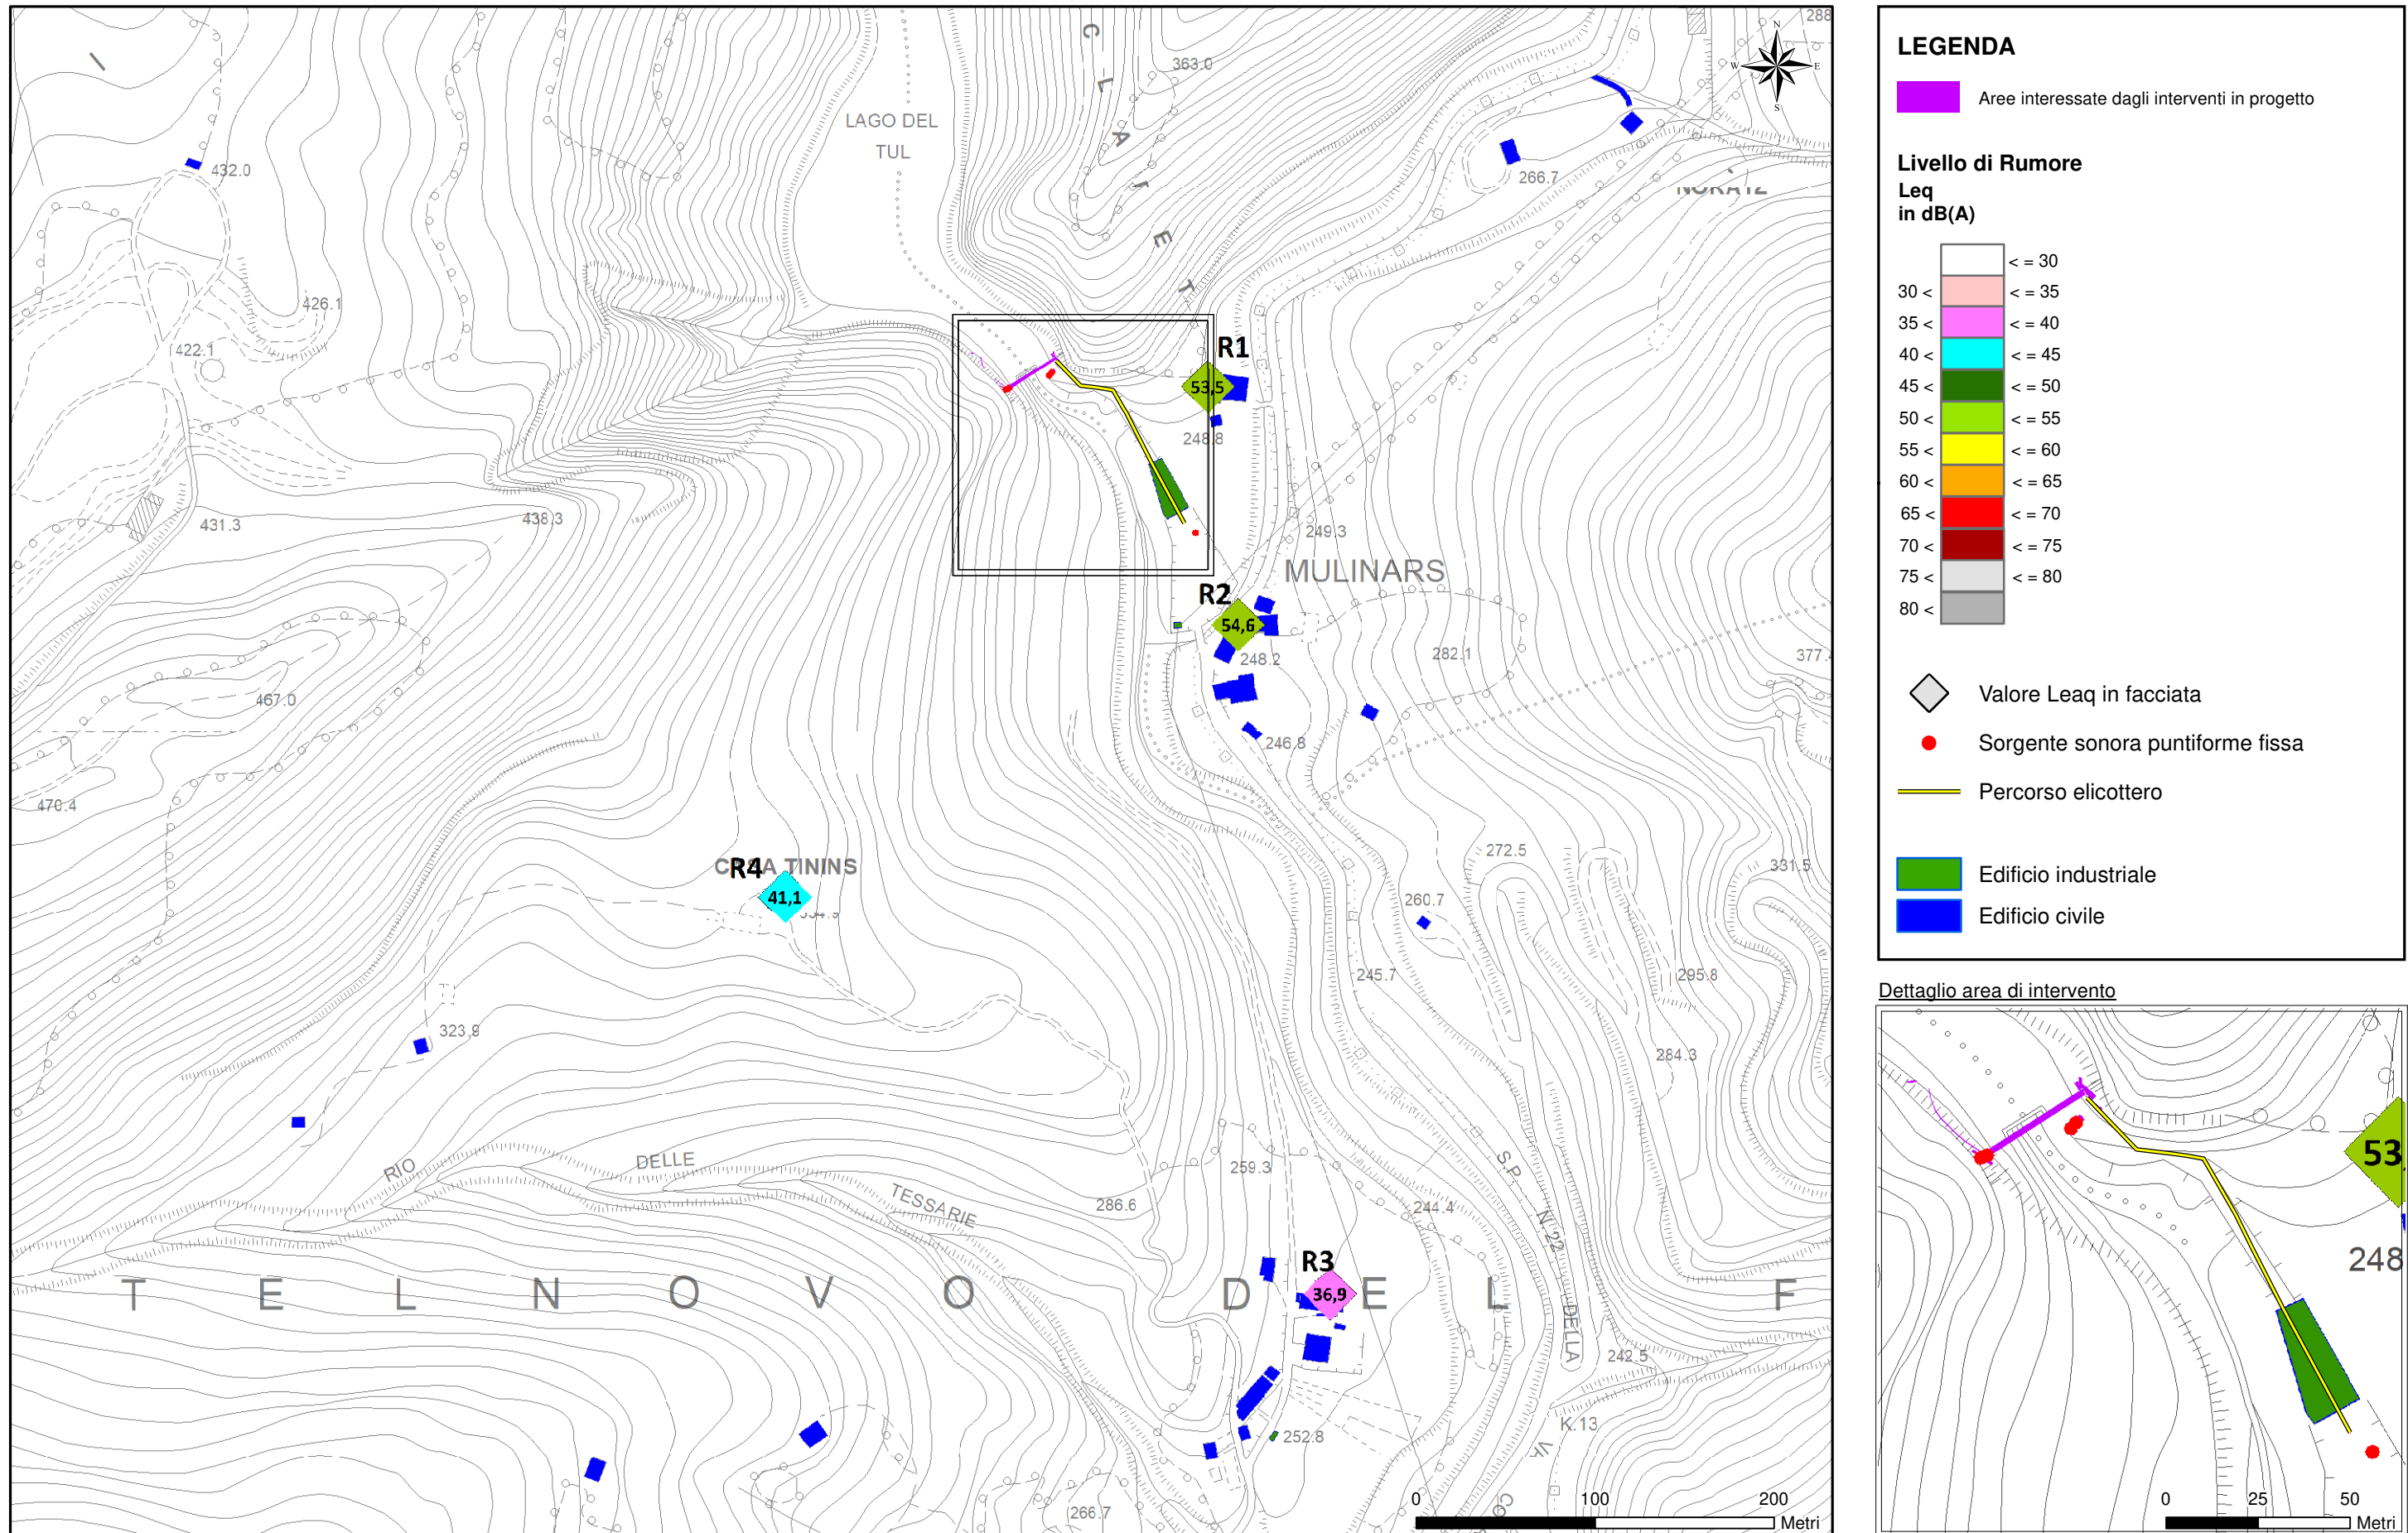 288
363.0
C
L
A
I
E
T
LAGO DEL
TUL
N
W
E
S
432.0
266.7
426.1
422.1
R1
53,5
248.8
431.3
438.3
249.3
MULINARS
R2
54,6
248.2
282.1
377.
467.0
246.8
470.4
272.5
331.5
R4
CASA TININS
41,1
260.7
245.7
295.8
323.9
284.3
RIO
DELLE
TESSARIE
259.3
286.6
244.4
S.P.
N.22
DELLA
R3
36,9
T E L N O V O D E L F
242.5
K.13
252.8
266.7
0 100 200
Metri
LEGENDA
Aree interessate dagli interventi in progetto
Livello di Rumore
Leq
in dB(A)
< = 30
30 < < = 35
35 < < = 40
40 < < = 45
45 < < = 50
50 < < = 55
55 < < = 60
60 < < = 65
65 < < = 70
70 < < = 75
75 < < = 80
80 <
Valore Leaq in facciata
Sorgente sonora puntiforme fissa
Percorso elicottero
Edificio industriale
Edificio civile
Dettaglio area di intervento
53
248
0 25 50
Metri